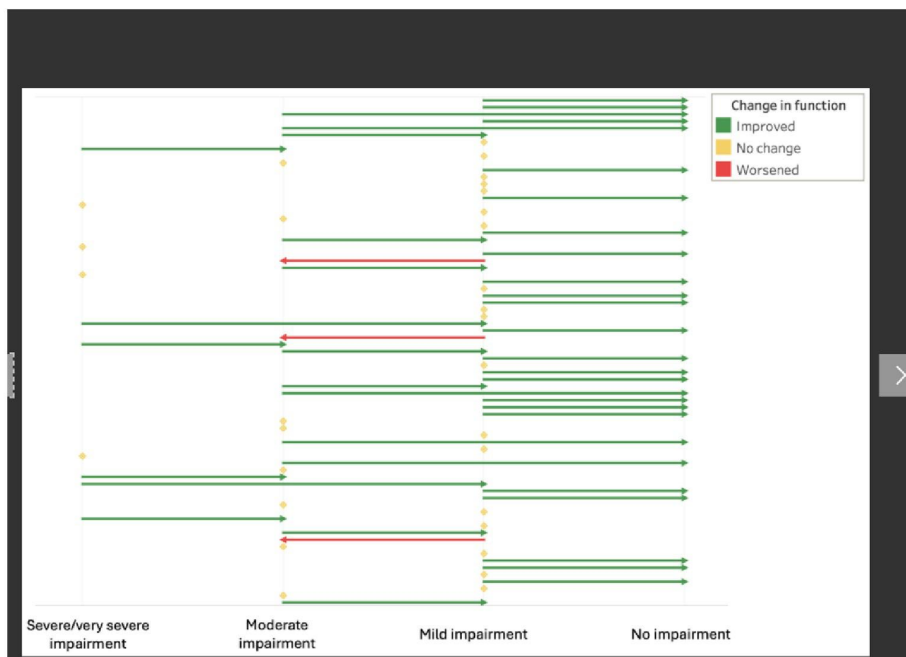 Change in function
Improved
No change
Worsened
Severe/very severe
impairment
Moderate
impairment
Mild impairment
No impairment